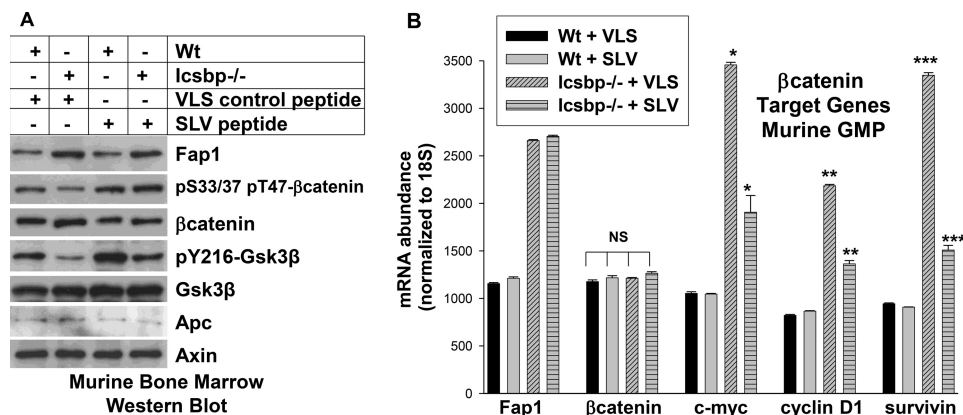 A
+ - + - Wt
- + - + Icsbp-/-
+ + - - VLS control peptide
- - + + SLV peptide
Fap1
pS33/37 pT47-βcatenin
βcatenin
pY216-Gsk3β
Gsk3β
Apc
Axin
Murine Bone Marrow
Western Blot
B
mRNA abundance
(normalized to 18S)
3500
3000
2500
2000
1500
1000
500
0
Wt + VLS
Wt + SLV
Icsbp-/- + VLS
Icsbp-/- + SLV
βcatenin
Target Genes
Murine GMP
NS
*
*
**
**
***
***
Fap1 βcatenin c-myc cyclin D1 survivin